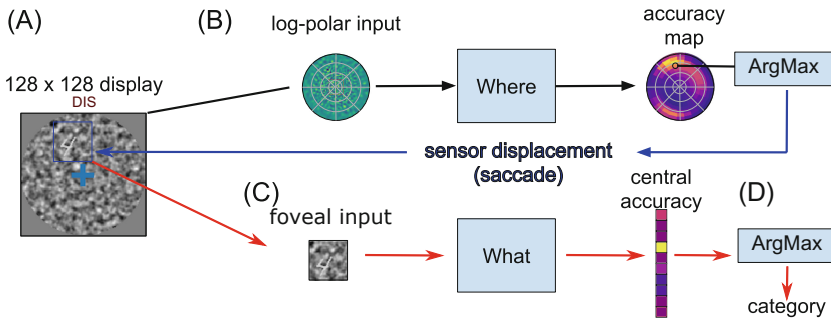 (A)
(B)
log-polar input
accuracy
map
128 x 128 display
DIS
Where
ArgMax
sensor displacement
(saccade)
(C)
foveal input
What
central
accuracy
(D)
ArgMax
category